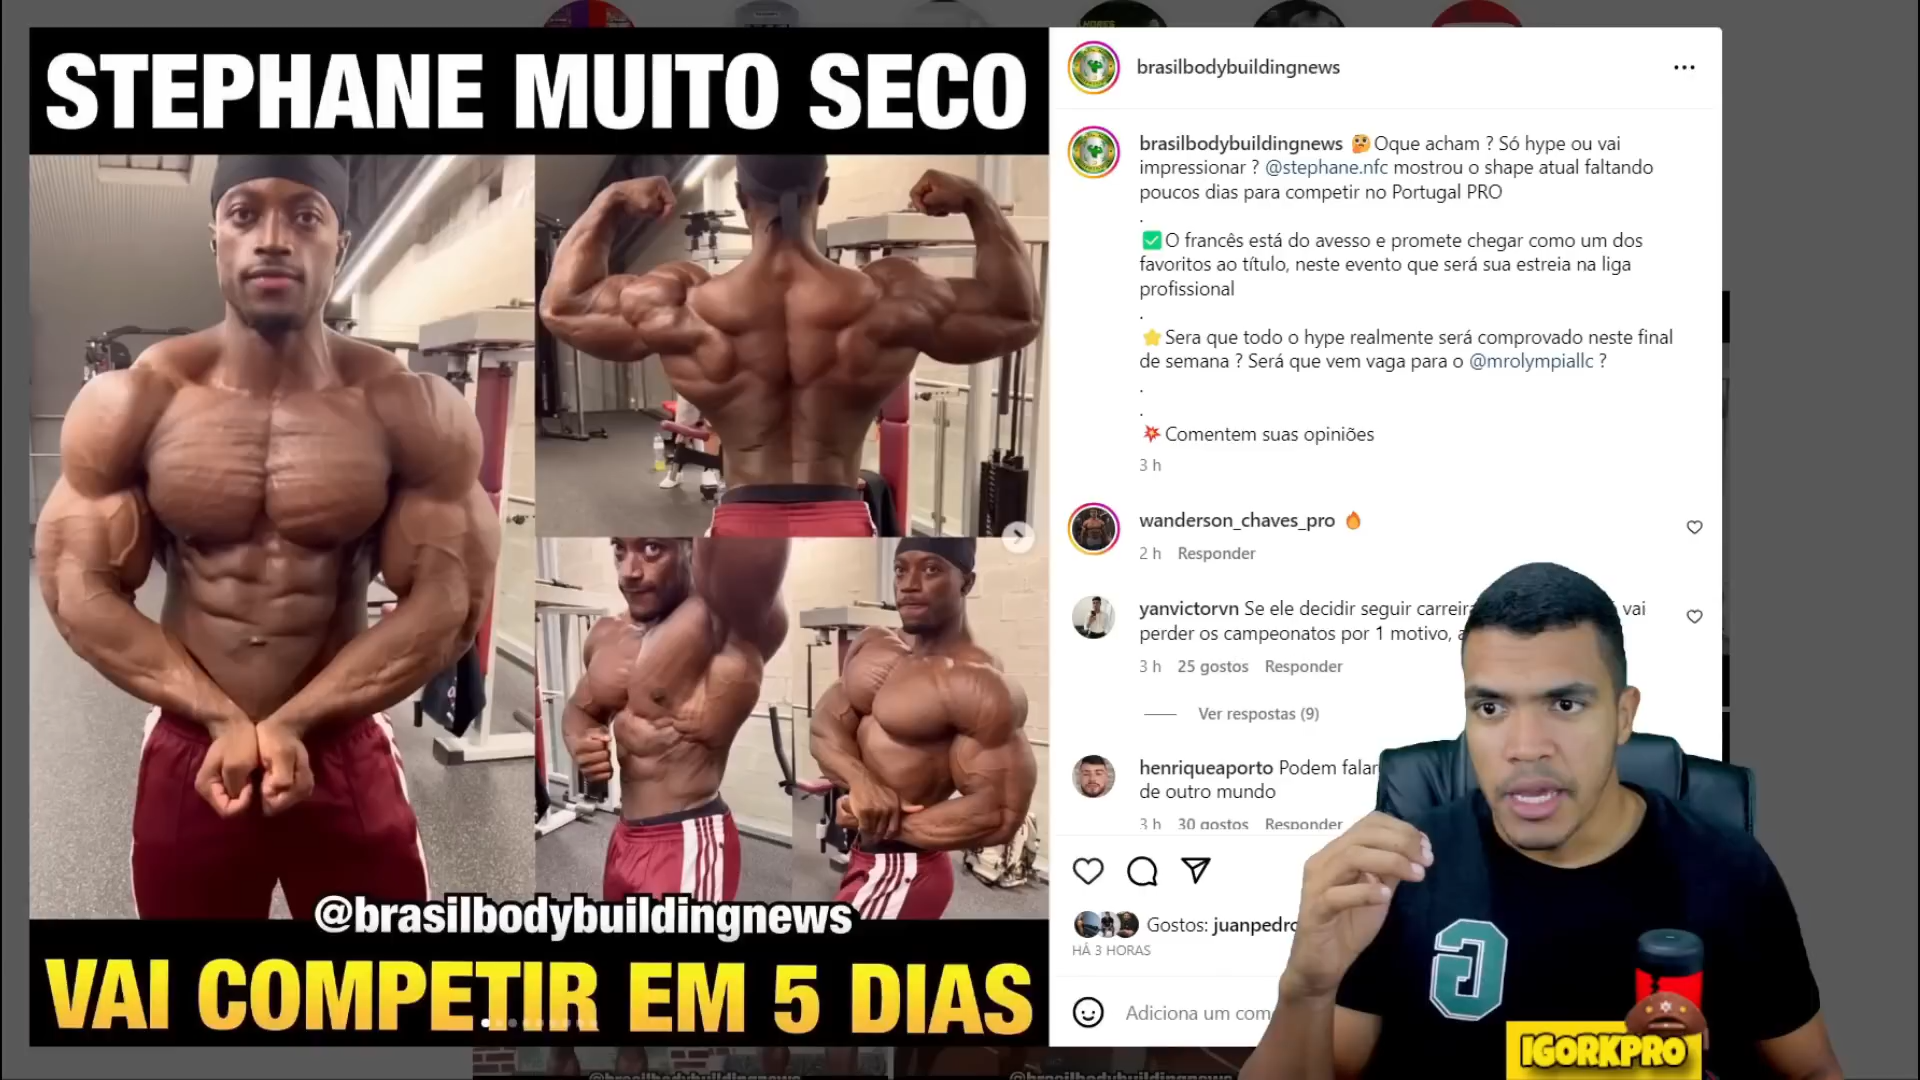 STEPHANE MUITO SECO
@brasilbodybuildingnews
VAI COMPETIR EM 5 DIAS
brasilbodybuildingnews
brasilbodybuildingnews 🤔Oque acham ? Só hype ou vai
impressionar ? @stephane.nfc mostrou o shape atual faltando
poucos dias para competir no Portugal PRO
.
✅O francês está do avesso e promete chegar como um dos
favoritos ao título, neste evento que será sua estreia na liga
profissional
.
⭐Sera que todo o hype realmente será comprovado neste final
de semana ? Será que vem vaga para o @mrolympiallc ?
.
.
💥Comentem suas opiniões
3 h
wanderson_chaves_pro 🔥
2 h Responder
yanvictorvn Se ele decidir seguir carreira vai
perder os campeonatos por 1 motivo,
3 h 25 gostos Responder
Ver respostas (9)
henriqueaporto Podem falar
de outro mundo
3 h 30 gostos Responder
Gostos: juanpedro
HÁ 3 HORAS
Adiciona um com
G
IGORKPRO